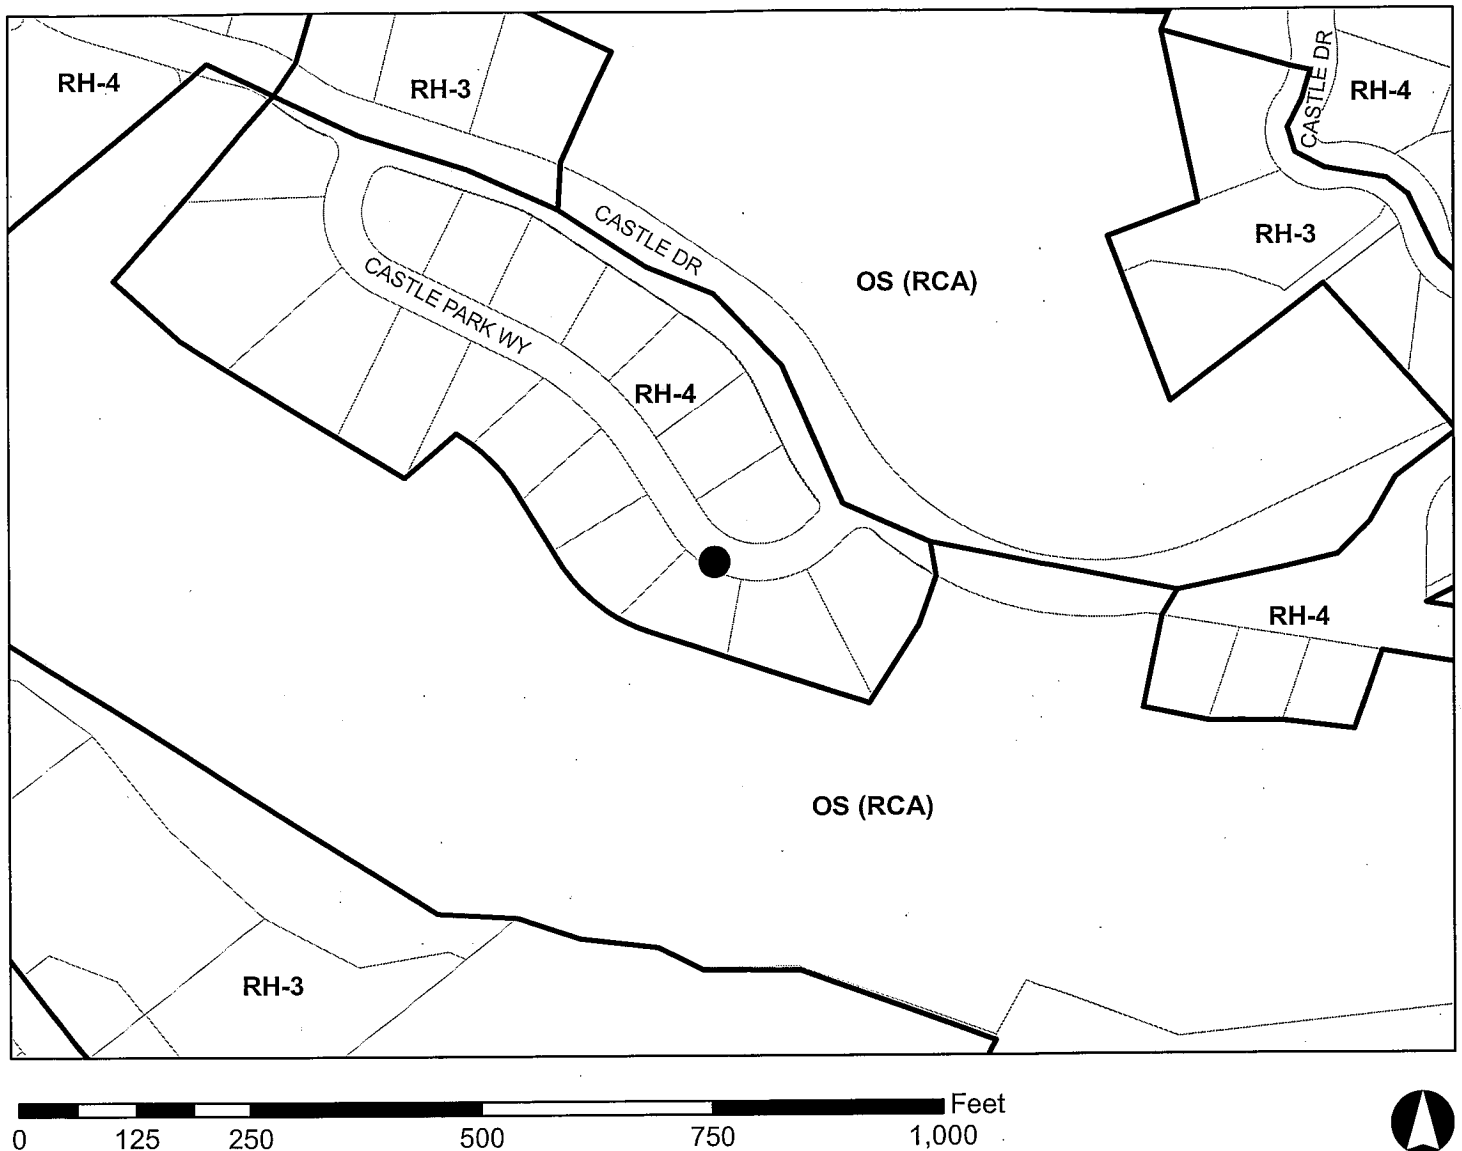 RH-4
RH-3
CASTLE DR
RH-4
CASTLE DR
RH-3
OS (RCA)
CASTLE PARK WY
RH-4
RH-4
OS (RCA)
RH-3
Feet
0 125 250 500 750 1,000